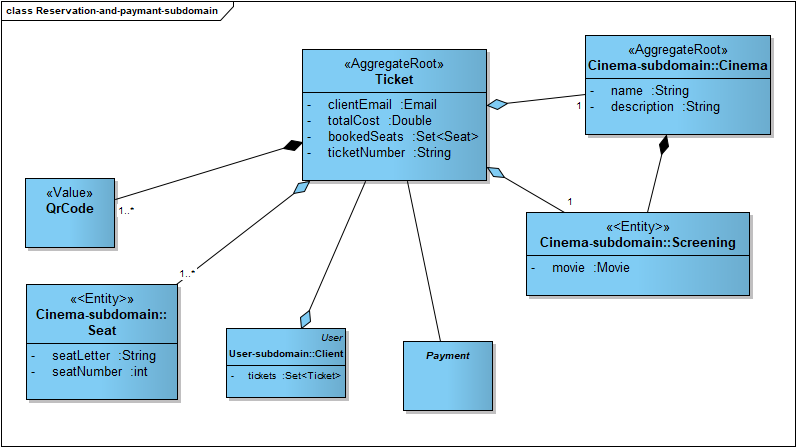 class Reservation-and-paymant-subdomain
«AggregateRoot»
Ticket
- clientEmail :Email
- totalCost :Double
- bookedSeats :Set<Seat>
- ticketNumber :String
«AggregateRoot»
Cinema-subdomain::Cinema
- name :String
- description :String
1
1
«Value»
QrCode
1..*
1..*
«<Entity>»
Cinema-subdomain::Screening
- movie :Movie
«<Entity>»
Cinema-subdomain::
Seat
- seatLetter :String
- seatNumber :int
User
User-subdomain::Client
- tickets :Set<Ticket>
Payment